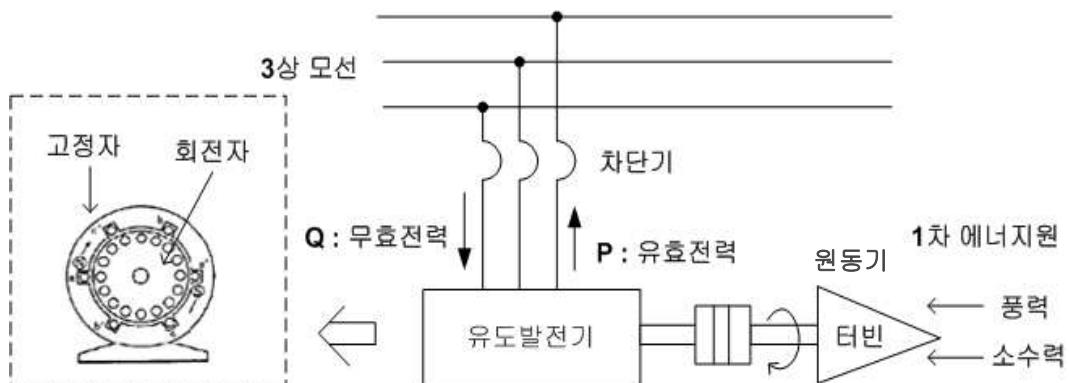 3상 모선
고정자
회전자
차단기
Q : 무효전력
P : 유효전력
1차 에너지원
원동기
유도발전기
터빈
풍력
소수력